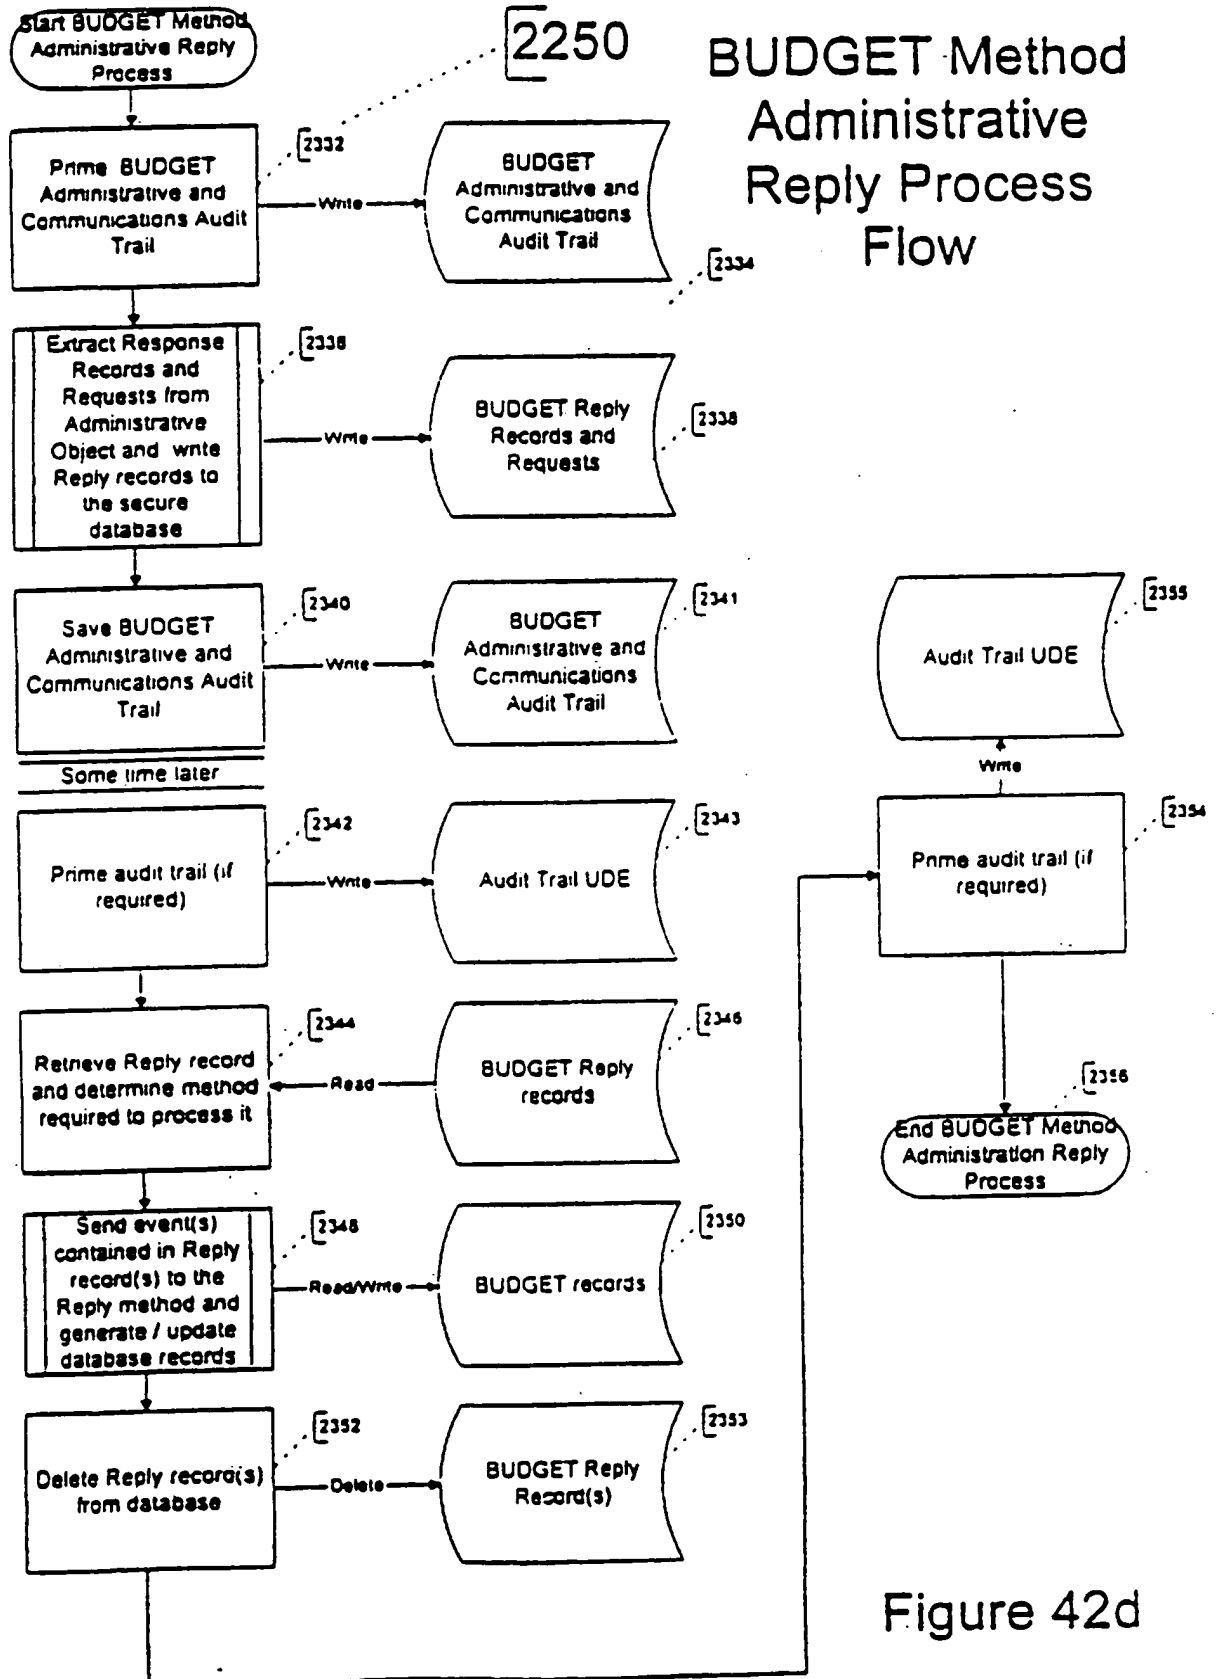 Start BUDGET Method
Administrative Reply
Process
2250
BUDGET Method
Administrative
Reply Process
Flow
Prime BUDGET
Administrative and
Communications Audit
Trail
2332
Write
BUDGET
Administrative and
Communications
Audit Trail
2334
Extract Response
Records and
Requests from
Administrative
Object and write
Reply records to
the secure
database
2336
Write
BUDGET Reply
Records and
Requests
2338
Save BUDGET
Administrative and
Communications Audit
Trail
2340
Write
BUDGET
Administrative and
Communications
Audit Trail
2341
Some time later
Prime audit trail (if
required)
2342
Write
Audit Trail UDE
2343
Retrieve Reply record
and determine method
required to process it
2344
Read
BUDGET Reply
records
2346
Send event(s)
contained in Reply
record(s) to the
Reply method and
generate / update
database records
2348
Read/Write
BUDGET records
2350
Delete Reply record(s)
from database
2352
Delete
BUDGET Reply
Record(s)
2353
Audit Trail UDE
2355
Write
Prime audit trail (if
required)
2354
2356
End BUDGET Method
Administration Reply
Process
Figure 42d